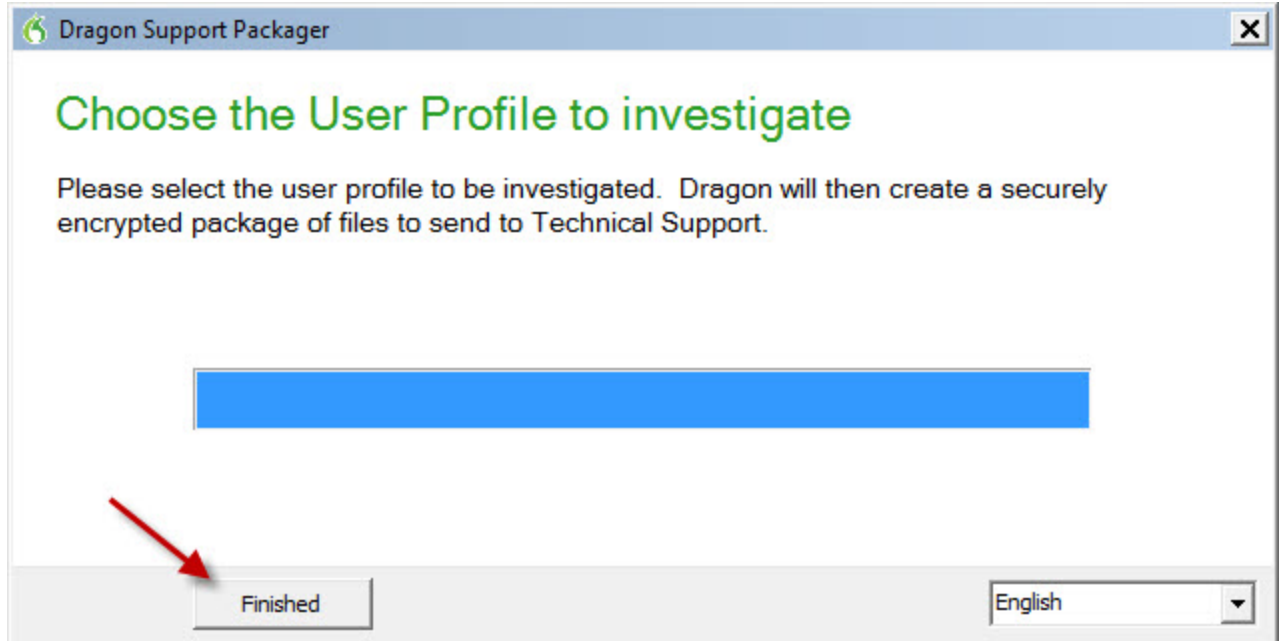 Dragon Support Packager
Choose the User Profile to investigate
Please select the user profile to be investigated.  Dragon will then create a securely
encrypted package of files to send to Technical Support.
Finished
English